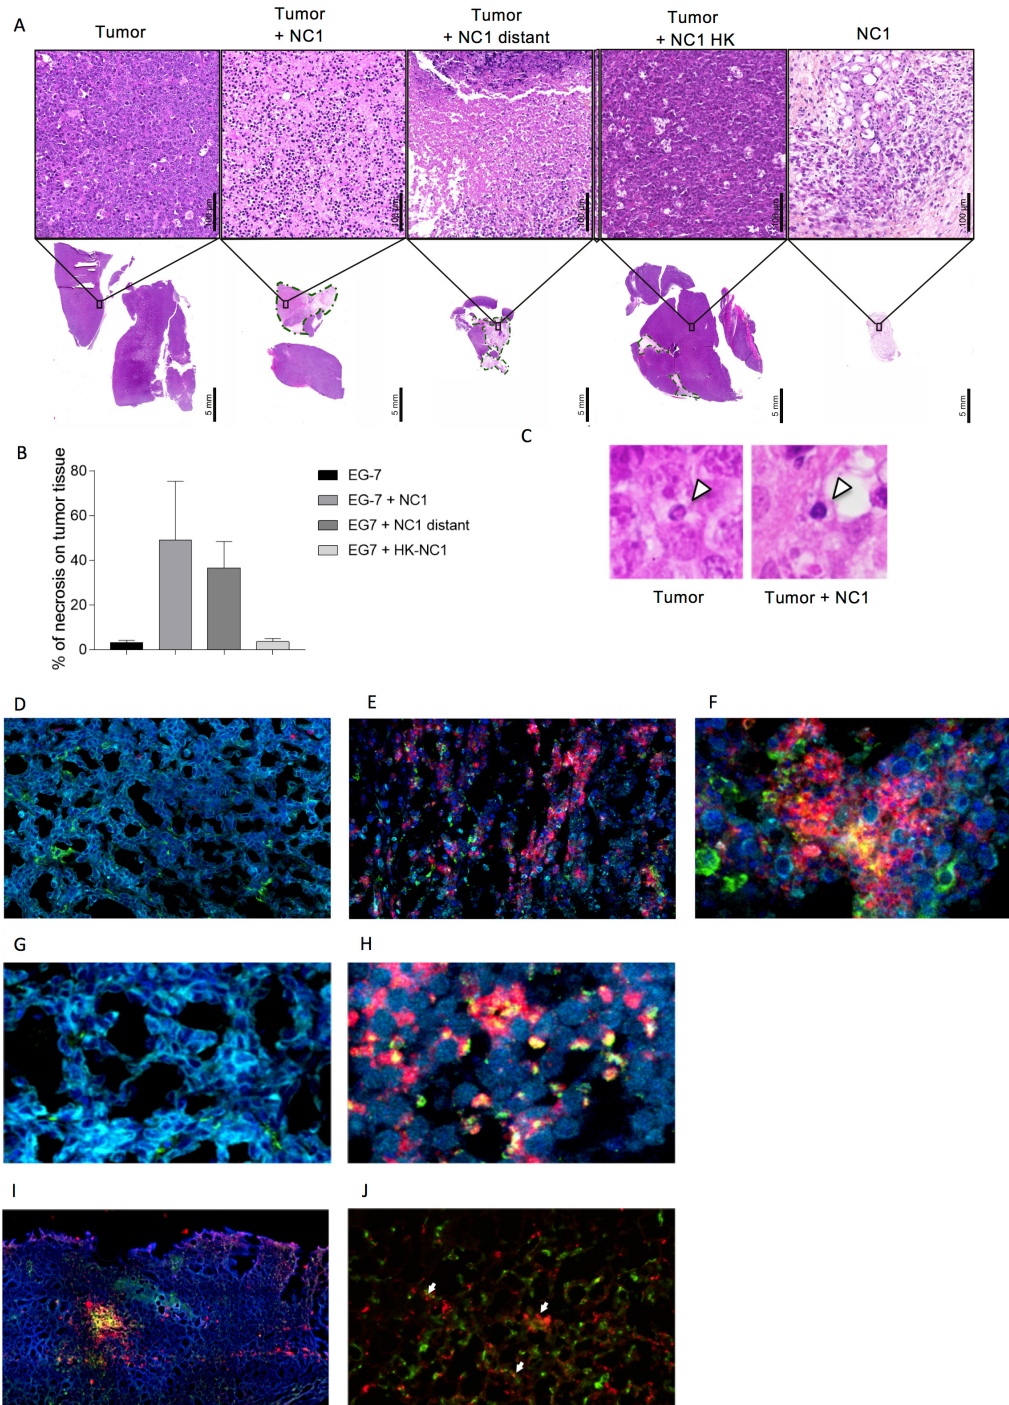 A
Tumor
Tumor
+ NC1
Tumor
+ NC1 distant
Tumor
+ NC1 HK
NC1
100 µm
100 µm
100 µm
100 µm
100 µm
5 mm
5 mm
5 mm
5 mm
5 mm
B
% of necrosis on tumor tissue
80
60
40
20
0
EG-7
EG-7 + NC1
EG7 + NC1 distant
EG7 + HK-NC1
C
Tumor
Tumor + NC1
D
E
F
G
H
I
J